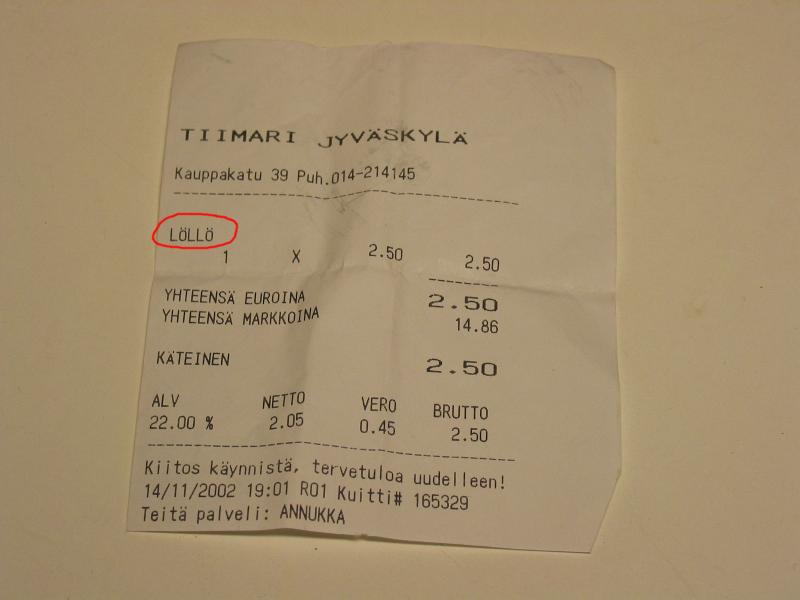 TIIMARI JYVÄSKYLÄ
Kauppakatu 39 Puh.014-214145
LÖLLÖ
1 X 2.50 2.50
YHTEENSÄ EUROINA 2.50
YHTEENSÄ MARKKOINA 14.86
KÄTEINEN 2.50
ALV NETTO VERO BRUTTO
22.00 % 2.05 0.45 2.50
Kiitos käynnistä, tervetuloa uudelleen!
14/11/2002 19:01 R01 Kuitti# 165329
Teitä palveli: ANNUKKA